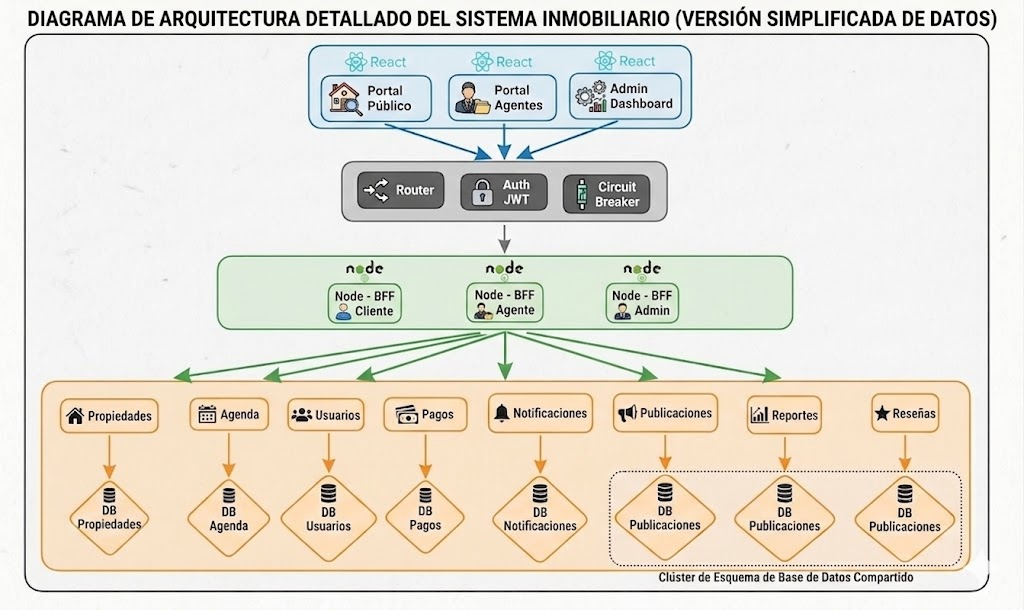 DIAGRAMA DE ARQUITECTURA DETALLADO DEL SISTEMA INMOBILIARIO (VERSIÓN SIMPLIFICADA DE DATOS)
React
React
React
Portal
Público
Portal
Agentes
Admin
Dashboard
Router
Auth
JWT
Circuit
Breaker
node
node
node
Node - BFF
Cliente
Node - BFF
Agente
Node - BFF
Admin
Propiedades
Agenda
Usuarios
Pagos
Notificaciones
Publicaciones
Reportes
Reseñas
DB
Propiedades
DB
Agenda
DB
Usuarios
DB
Pagos
DB
Notificaciones
DB
Publicaciones
DB
Publicaciones
DB
Publicaciones
Clúster de Esquema de Base de Datos Compartido